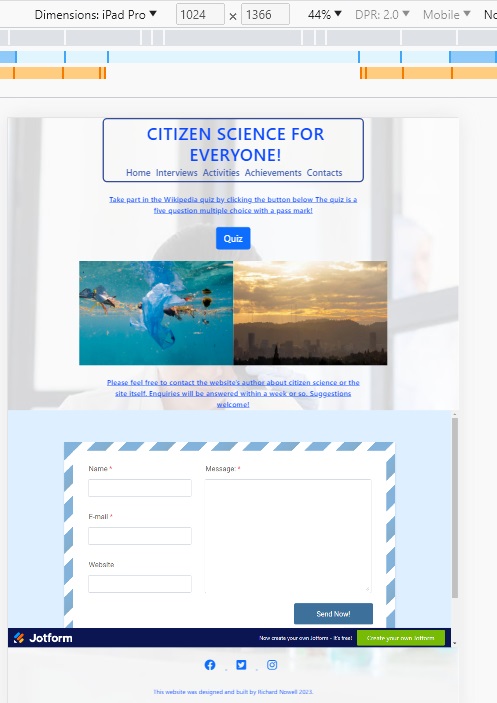 Dimensions: iPad Pro ▼ 1024 × 1366 44% ▼ DPR: 2.0 ▼ Mobile ▼ No
CITIZEN SCIENCE FOR
EVERYONE!
Home Interviews Activities Achievements Contacts
Take part in the Wikipedia quiz by clicking the button below The quiz is a
five question multiple choice with a pass mark!
Quiz
Please feel free to contact the website's author about citizen science or the
site itself. Enquiries will be answered within a week or so. Suggestions
welcome!
Name *
Message: *
E-mail *
Website
Send Now!
Jotform
Now create your own Jotform - It's free!
Create your own Jotform
This website was designed and built by Richard Nowell 2023.